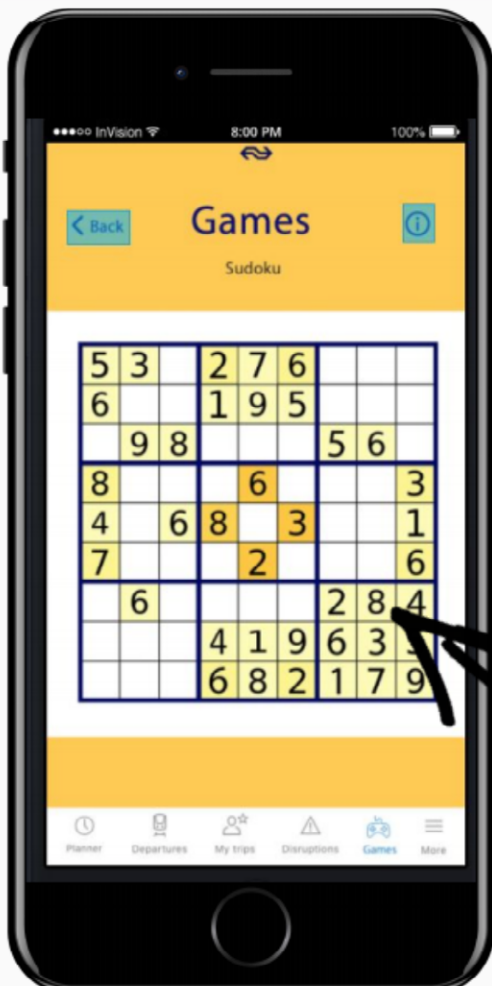 InVision 8:00 PM 100%
Back Games
Sudoku
5 3 2 7 6
6 1 9 5
9 8 5 6
8 6 3
4 6 8 3 1
7 2 6
6 2 8 4
4 1 9 6 3
6 8 2 1 7 9
Planner Departures My trips Disruptions Games More